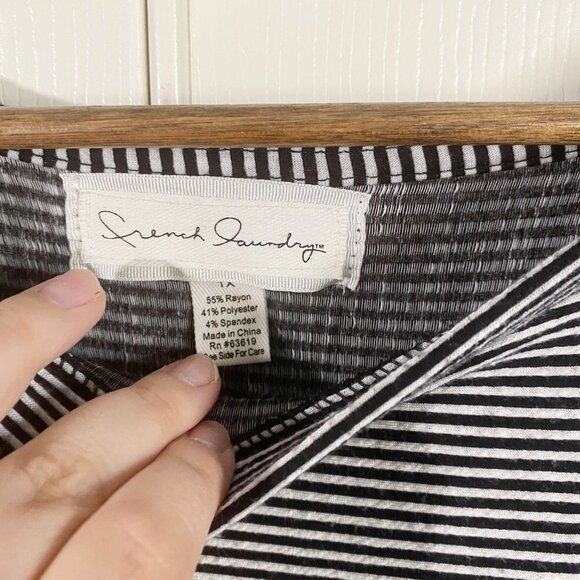 French Laundry™
1X
55% Rayon
41% Polyester
4% Spandex
Made in China
Rn #63619
See Side For Care